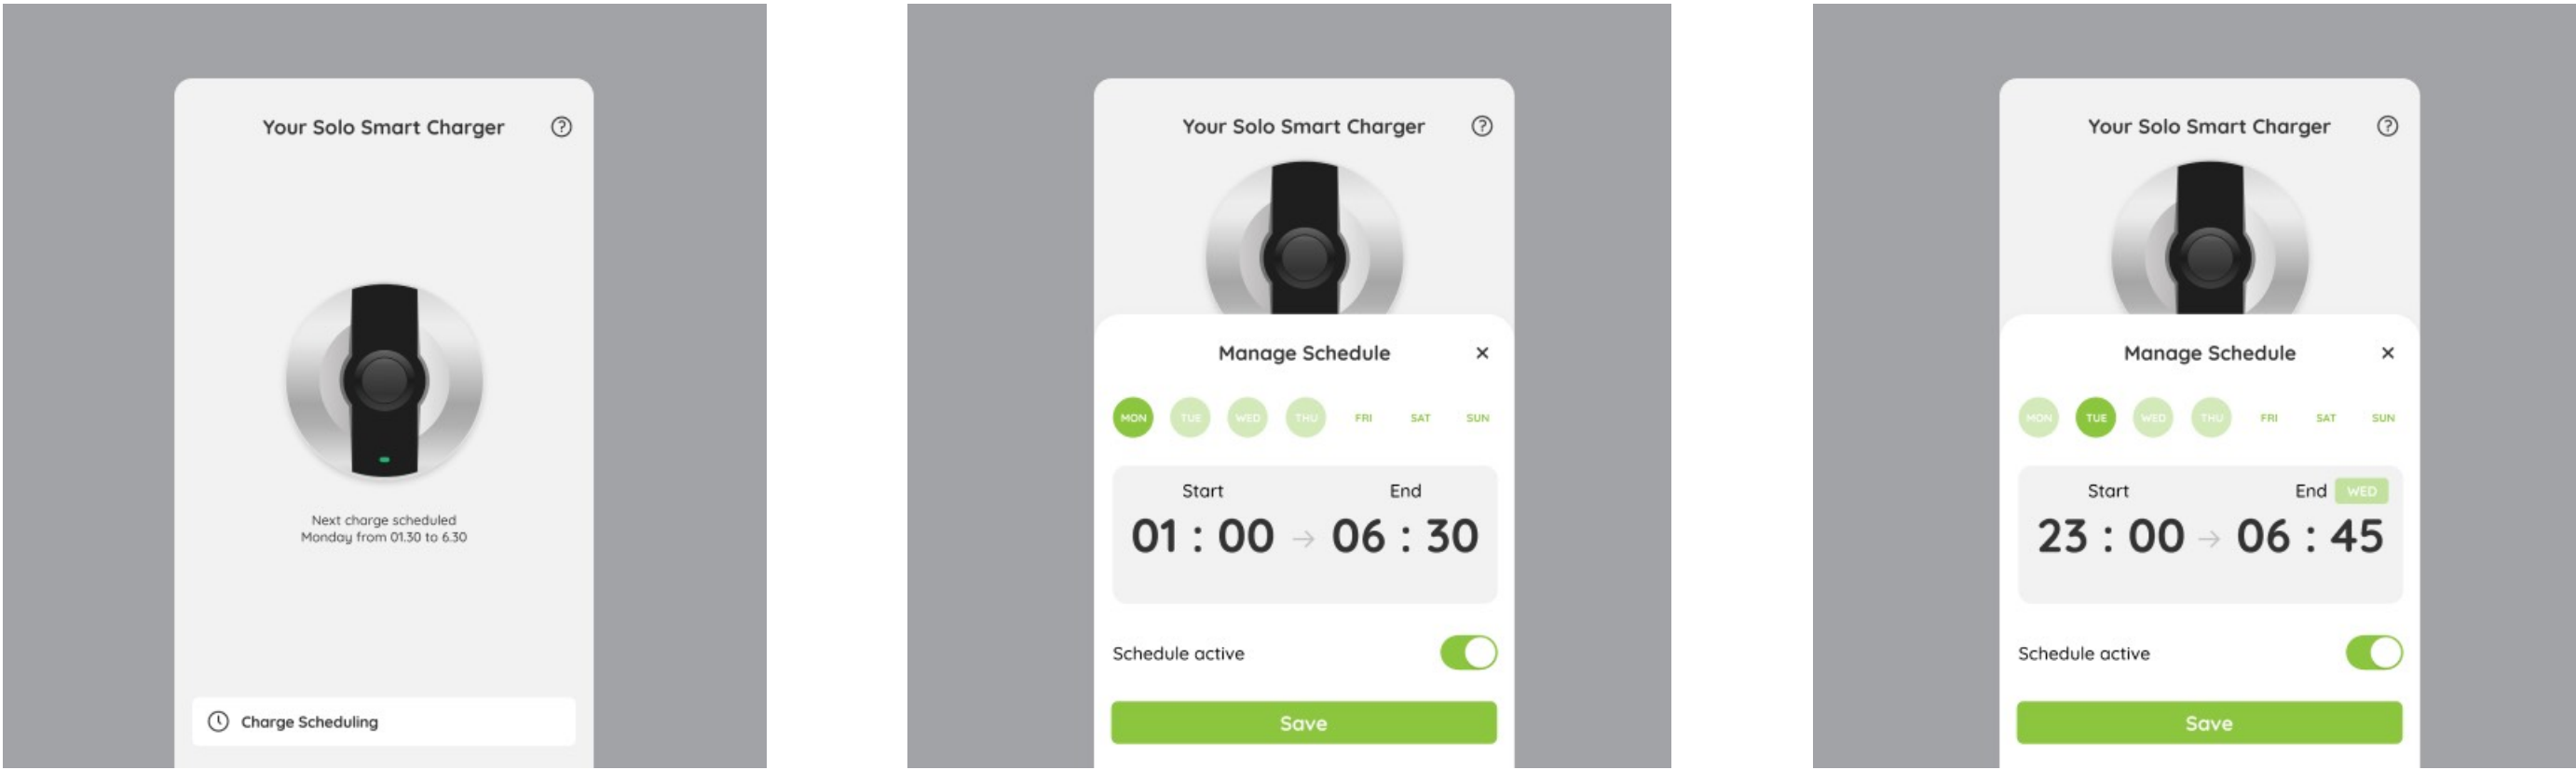 Your Solo Smart Charger
Next charge scheduled
Monday from 01.30 to 6.30
Charge Scheduling
Your Solo Smart Charger
Manage Schedule
MON TUE WED THU FRI SAT SUN
Start End
01 : 00 → 06 : 30
Schedule active
Save
Your Solo Smart Charger
Manage Schedule
MON TUE WED THU FRI SAT SUN
Start End WED
23 : 00 → 06 : 45
Schedule active
Save